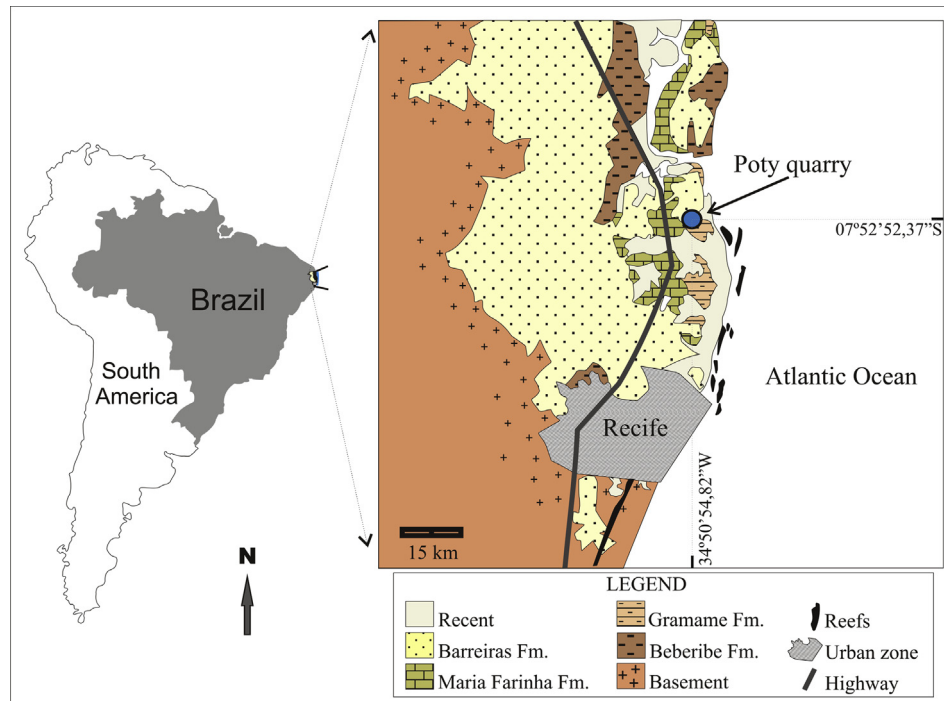 Brazil
South
America
N
Poty quarry
07º52’52,37”S
Atlantic Ocean
Recife
34º50’54,82”W
15 km
LEGEND
Recent
Barreiras Fm.
Maria Farinha Fm.
Gramame Fm.
Beberibe Fm.
Basement
Reefs
Urban zone
Highway